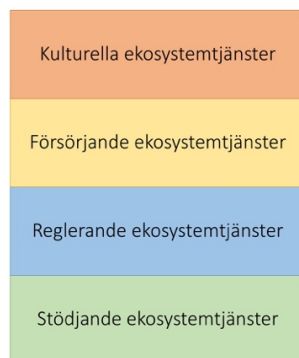 Kulturella ekosystemtjänster
Försörjande ekosystemtjänster
Reglerande ekosystemtjänster
Stödjande ekosystemtjänster